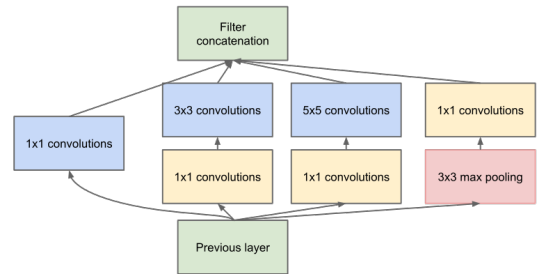 Filter
concatenation
3x3 convolutions
5x5 convolutions
1x1 convolutions
1x1 convolutions
1x1 convolutions
1x1 convolutions
3x3 max pooling
Previous layer